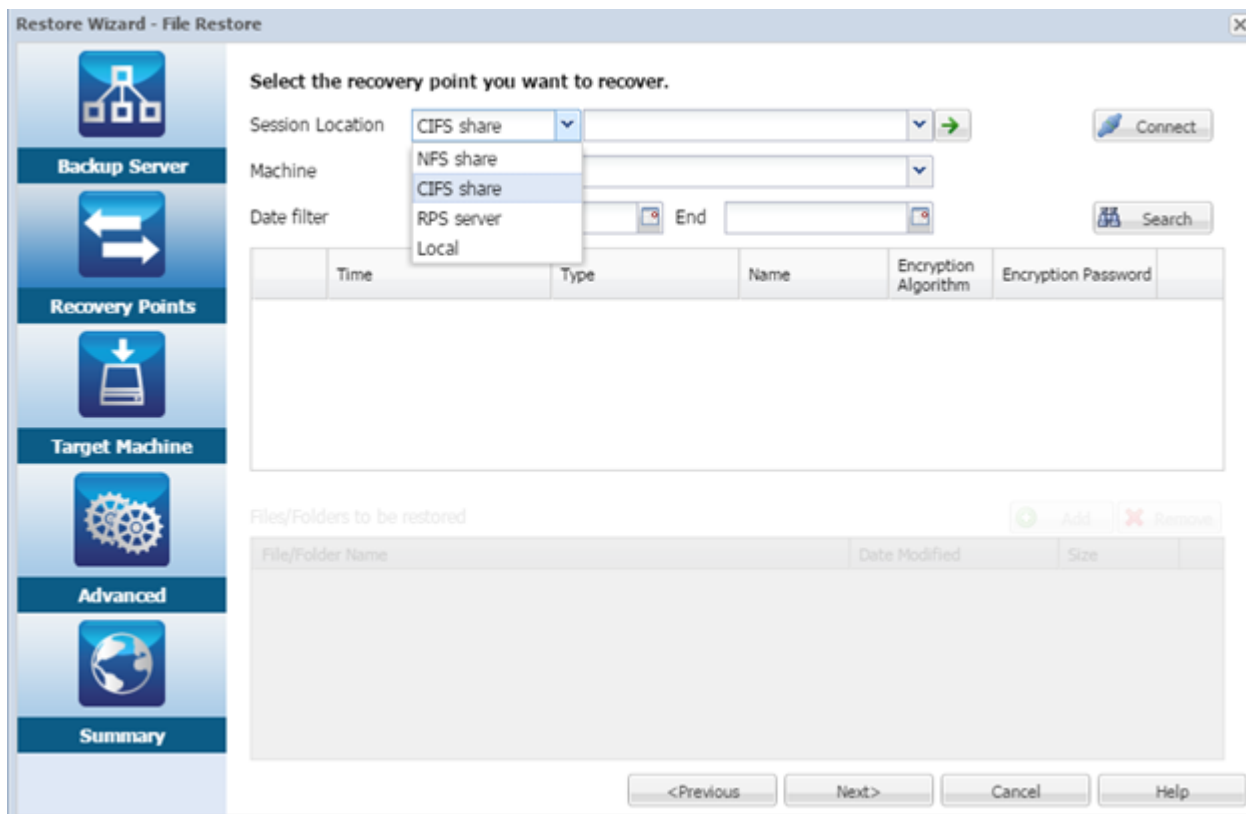 Restore Wizard - File Restore
Backup Server
Recovery Points
Target Machine
Advanced
Summary
Select the recovery point you want to recover.
Session Location CIFS share Connect
NFS share
Machine
CIFS share
Date filter End Search
RPS server
Local
Time Type Name Encryption Algorithm Encryption Password
Files/Folders to be restored Add Remove
File/Folder Name Date Modified Size
<Previous Next> Cancel Help